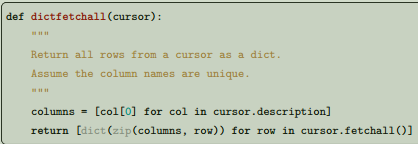 def dictfetchall(cursor):
    """
    Return all rows from a cursor as a dict.
    Assume the column names are unique.
    """
    columns = [col[0] for col in cursor.description]
    return [dict(zip(columns, row)) for row in cursor.fetchall()]